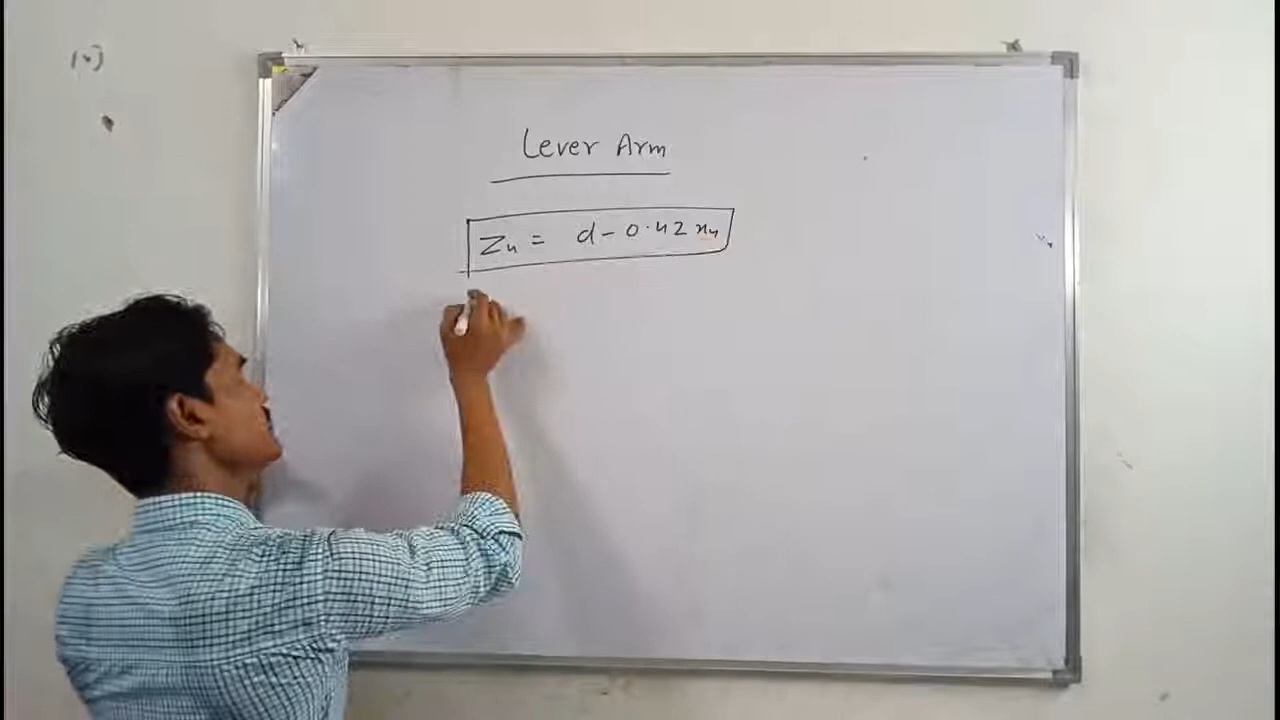 (v)
Lever Arm
Zu = d - 0.42 xu